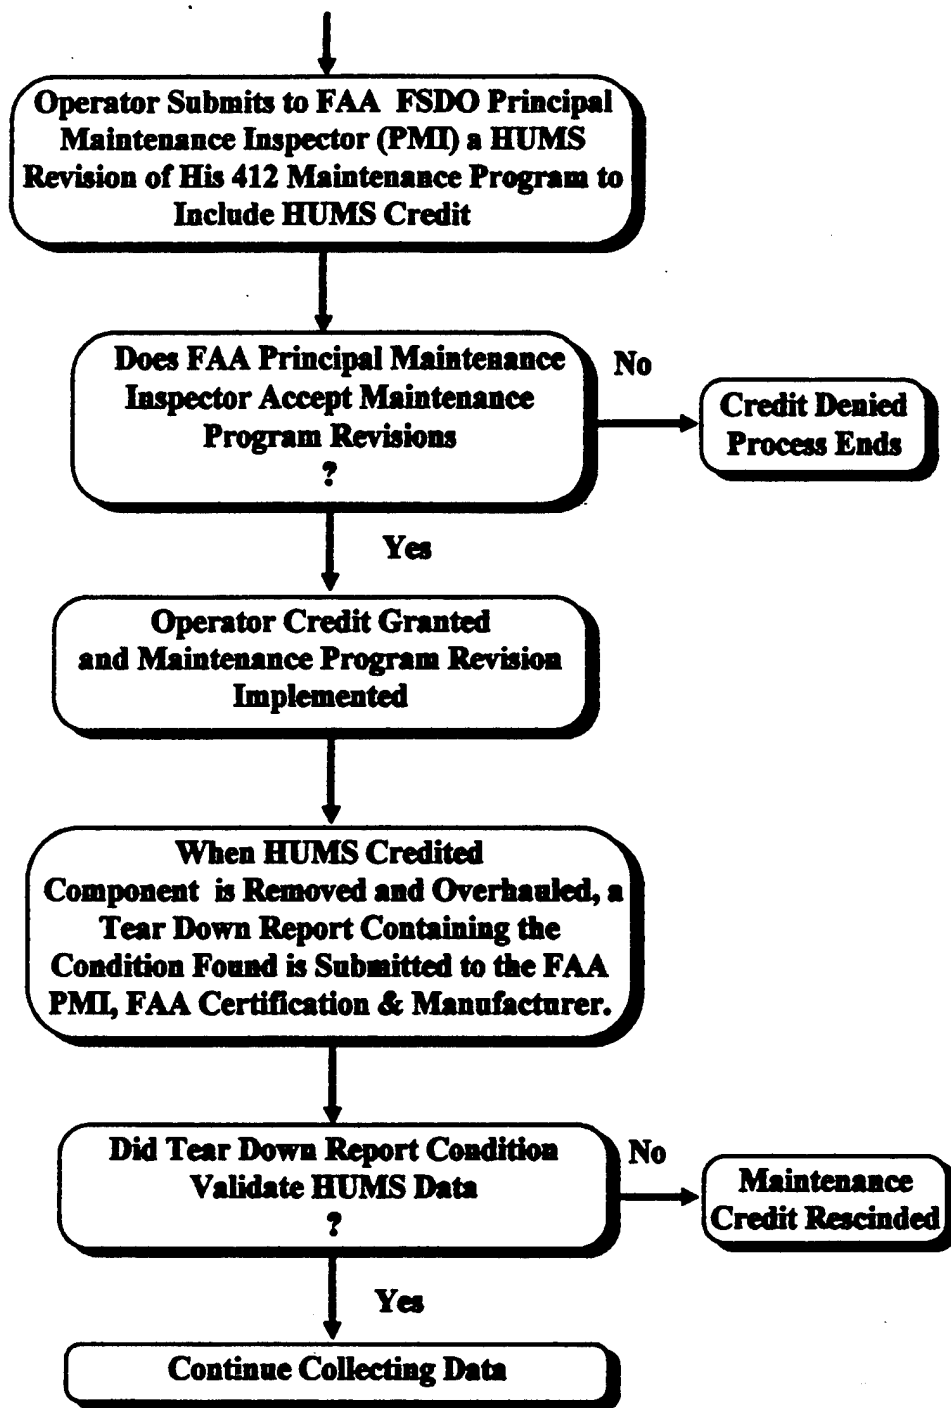 Operator Submits to FAA FSDO Principal
Maintenance Inspector (PMI) a HUMS
Revision of His 412 Maintenance Program to
Include HUMS Credit
Does FAA Principal Maintenance
Inspector Accept Maintenance
Program Revisions
?
No
Credit Denied
Process Ends
Yes
Operator Credit Granted
and Maintenance Program Revision
Implemented
When HUMS Credited
Component is Removed and Overhauled, a
Tear Down Report Containing the
Condition Found is Submitted to the FAA
PMI, FAA Certification & Manufacturer.
Did Tear Down Report Condition
Validate HUMS Data
?
No
Maintenance
Credit Rescinded
Yes
Continue Collecting Data